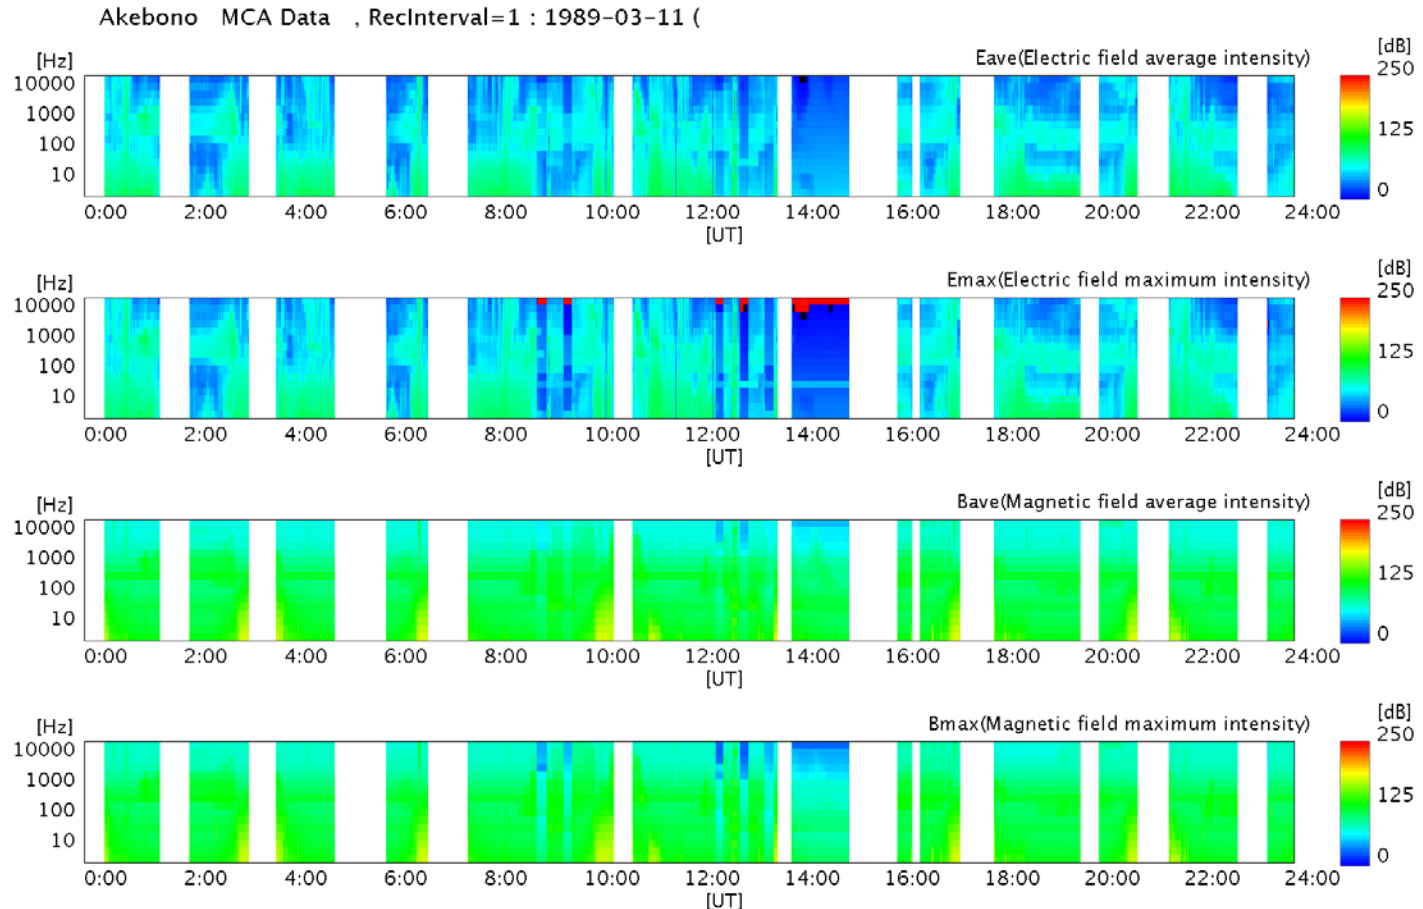 Akebono MCA Data , RecInterval=1 : 1989-03-11 (
[Hz] Eave(Electric field average intensity) [dB]
10000 250
1000
100 125
10
0
0:00 2:00 4:00 6:00 8:00 10:00 12:00 14:00 16:00 18:00 20:00 22:00 24:00
[UT]
[Hz] Emax(Electric field maximum intensity) [dB]
10000 250
1000
100 125
10
0
0:00 2:00 4:00 6:00 8:00 10:00 12:00 14:00 16:00 18:00 20:00 22:00 24:00
[UT]
[Hz] Bave(Magnetic field average intensity) [dB]
10000 250
1000
100 125
10
0
0:00 2:00 4:00 6:00 8:00 10:00 12:00 14:00 16:00 18:00 20:00 22:00 24:00
[UT]
[Hz] Bmax(Magnetic field maximum intensity) [dB]
10000 250
1000
100 125
10
0
0:00 2:00 4:00 6:00 8:00 10:00 12:00 14:00 16:00 18:00 20:00 22:00 24:00
[UT]